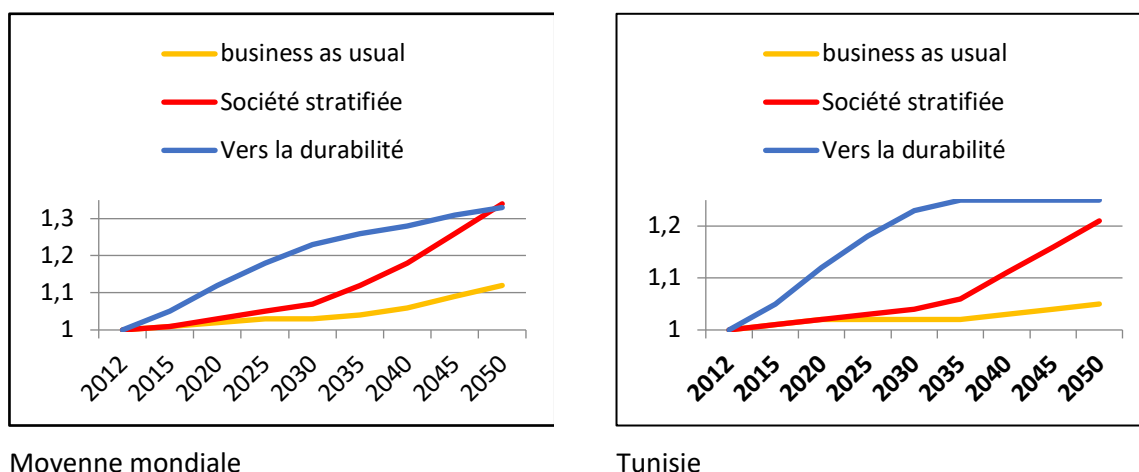 business as usual
Société stratifiée
Vers la durabilité
1,3
1,2
1,1
1
2012 2015 2020 2025 2030 2035 2040 2045 2050
Moyenne mondiale
business as usual
Société stratifiée
Vers la durabilité
1,2
1,1
1
2012 2015 2020 2025 2030 2035 2040 2045 2050
Tunisie